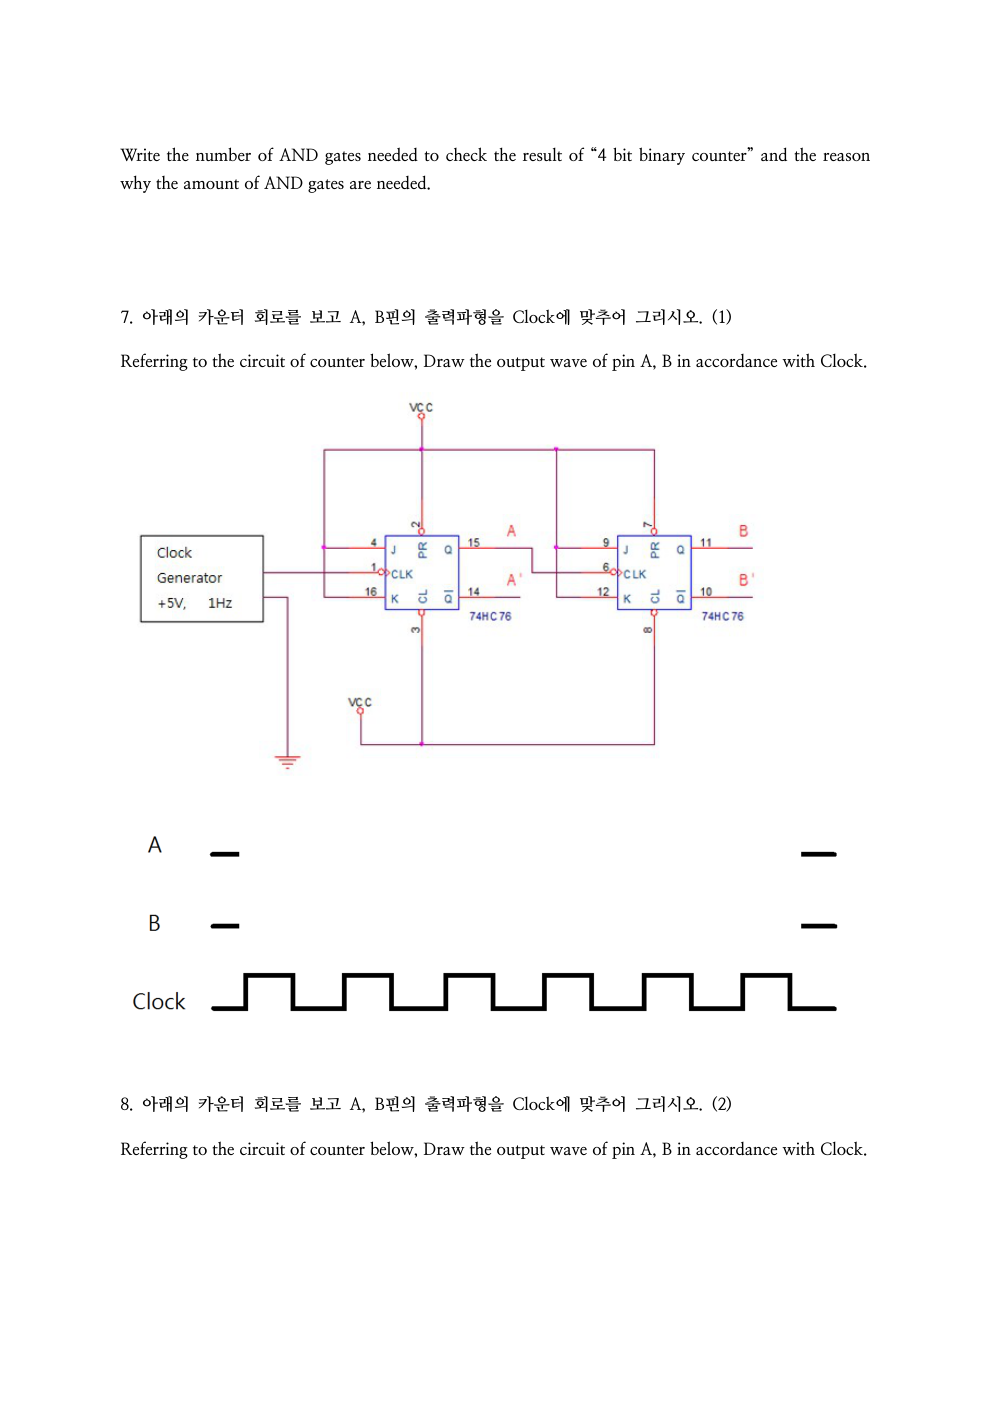 Write the number of AND gates needed to check the result of “4 bit binary counter” and the reason
why the amount of AND gates are needed.
7. 아래의 카운터 회로를 보고 A, B핀의 출력파형을 Clock에 맞추어 그리시오. (1)
Referring to the circuit of counter below, Draw the output wave of pin A, B in accordance with Clock.
VCC
2
7
A
B
4
J
PR
Q
15
9
J
PR
Q
11
Clock
Generator
+5V, 1Hz
1
CLK
6
CLK
A'
B'
16
K
CL
Q̅
14
12
K
CL
Q̅
10
74HC76
74HC76
3
8
VCC
A
B
Clock
8. 아래의 카운터 회로를 보고 A, B핀의 출력파형을 Clock에 맞추어 그리시오. (2)
Referring to the circuit of counter below, Draw the output wave of pin A, B in accordance with Clock.